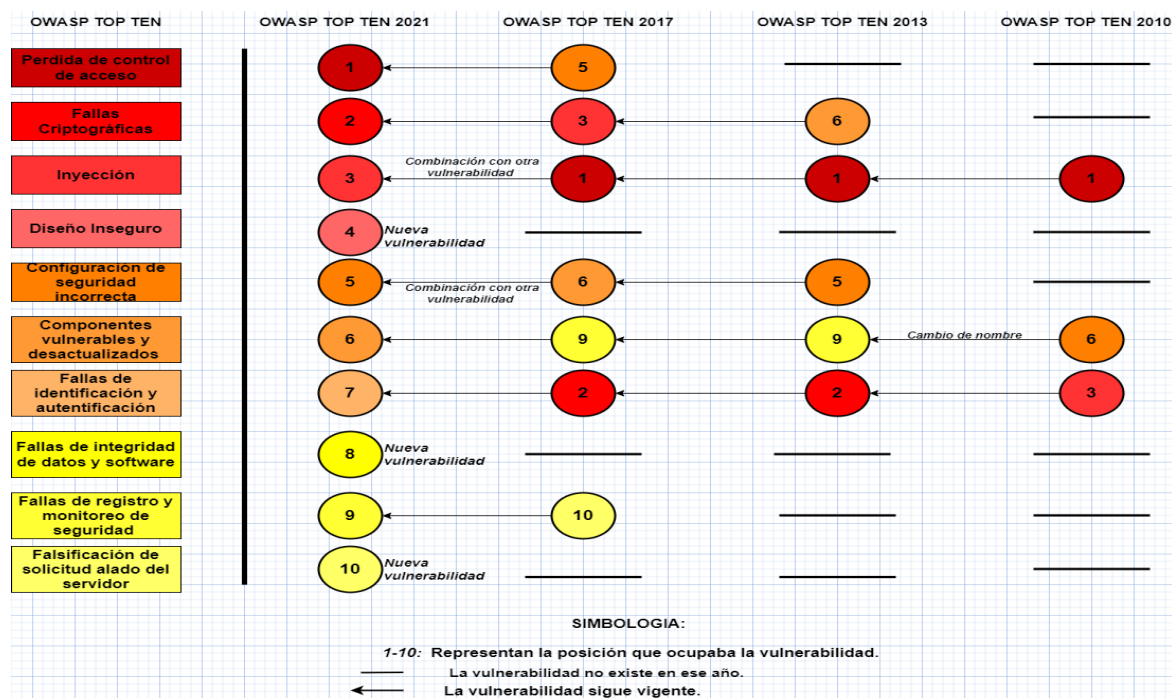 OWASP TOP TEN OWASP TOP TEN 2021 OWASP TOP TEN 2017 OWASP TOP TEN 2013 OWASP TOP TEN 2010
Perdida de control
de acceso
1
5
Fallas
Criptográficas
2
3
6
Inyección
3
Combinación con otra
vulnerabilidad
1
1
1
Diseño Inseguro
4
Nueva
vulnerabilidad
Configuración de
seguridad
incorrecta
5
Combinación con otra
vulnerabilidad
6
5
Componentes
vulnerables y
desactualizados
6
9
9
Cambio de nombre
6
Fallas de
identificación y
autentificación
7
2
2
3
Fallas de integridad
de datos y software
8
Nueva
vulnerabilidad
Fallas de registro y
monitoreo de
seguridad
9
10
Falsificación de
solicitud alado del
servidor
10
Nueva
vulnerabilidad
SIMBOLOGIA:
1-10: Representan la posición que ocupaba la vulnerabilidad.
La vulnerabilidad no existe en ese año.
La vulnerabilidad sigue vigente.